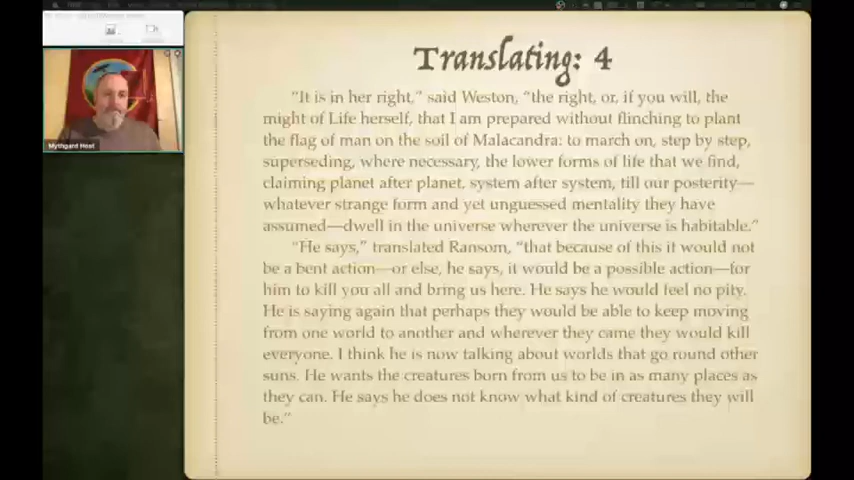 Translating: 4
"It is in her right," said Weston, "the right, or, if you will, the
might of Life herself, that I am prepared without flinching to plant
the flag of man on the soil of Malacandra: to march on, step by step,
superseding, where necessary, the lower forms of life that we find,
claiming planet after planet, system after system, till our posterity—
whatever strange form and yet unguessed mentality they have
assumed—dwell in the universe wherever the universe is habitable."
"He says," translated Ransom, "that because of this it would not
be a bent action—or else, he says, it would be a possible action—for
him to kill you all and bring us here. He says he would feel no pity.
He is saying again that perhaps they would be able to keep moving
from one world to another and wherever they came they would kill
everyone. I think he is now talking about worlds that go round other
suns. He wants the creatures born from us to be in as many places as
they can. He says he does not know what kind of creatures they will
be."
Mythgard Host